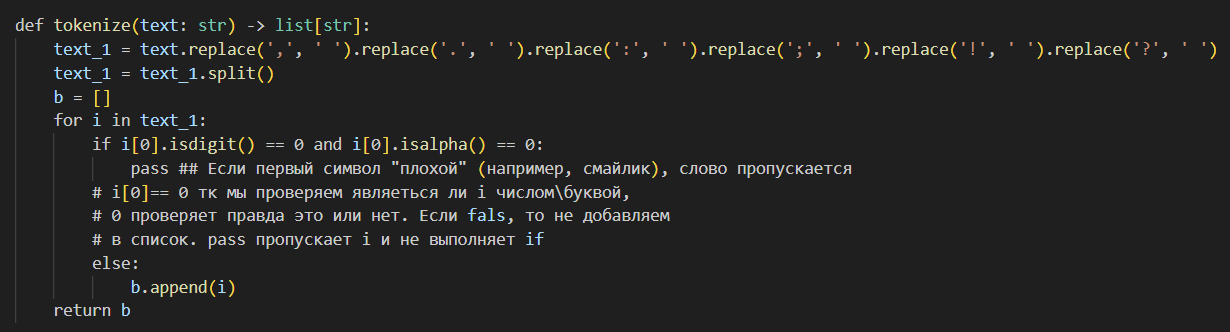 def tokenize(text: str) -> list[str]:
    text_1 = text.replace(',', ' ').replace('.', ' ').replace(':', ' ').replace(';', ' ').replace('!', ' ').replace('?', ' ')
    text_1 = text_1.split()
    b = []
    for i in text_1:
        if i[0].isdigit() == 0 and i[0].isalpha() == 0:
            pass ## Если первый символ "плохой" (например, смайлик), слово пропускается
        # i[0]== 0 тк мы проверяем являеться ли i числом\буквой,
        # 0 проверяет правда это или нет. Если fals, то не добавляем
        # в список. pass пропускает i и не выполняет if
        else:
            b.append(i)
    return b